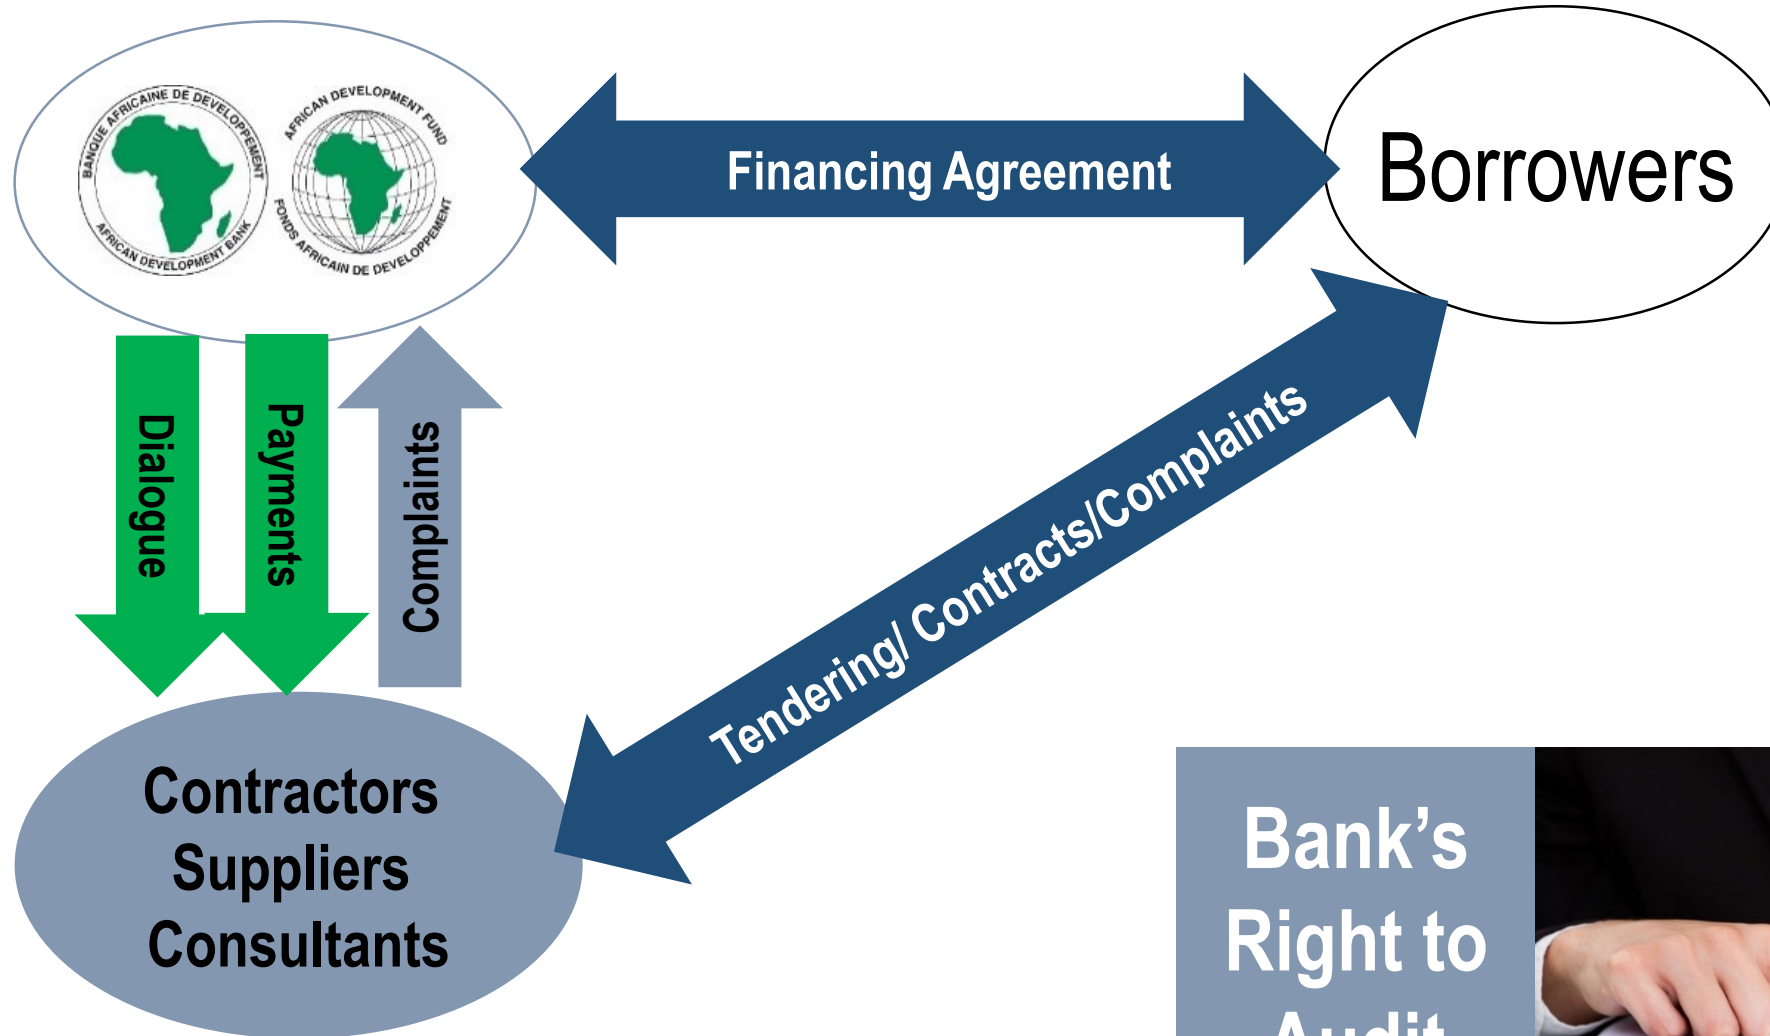 BANQUE AFRICAINE DE DEVELOPPEMENT
AFRICAN DEVELOPMENT BANK
AFRICAN DEVELOPMENT FUND
FONDS AFRICAIN DE DEVELOPPEMENT
Financing Agreement
Borrowers
Dialogue
Payments
Complaints
Tendering/ Contracts/Complaints
Contractors
Suppliers
Consultants
Bank’s
Right to
Audit